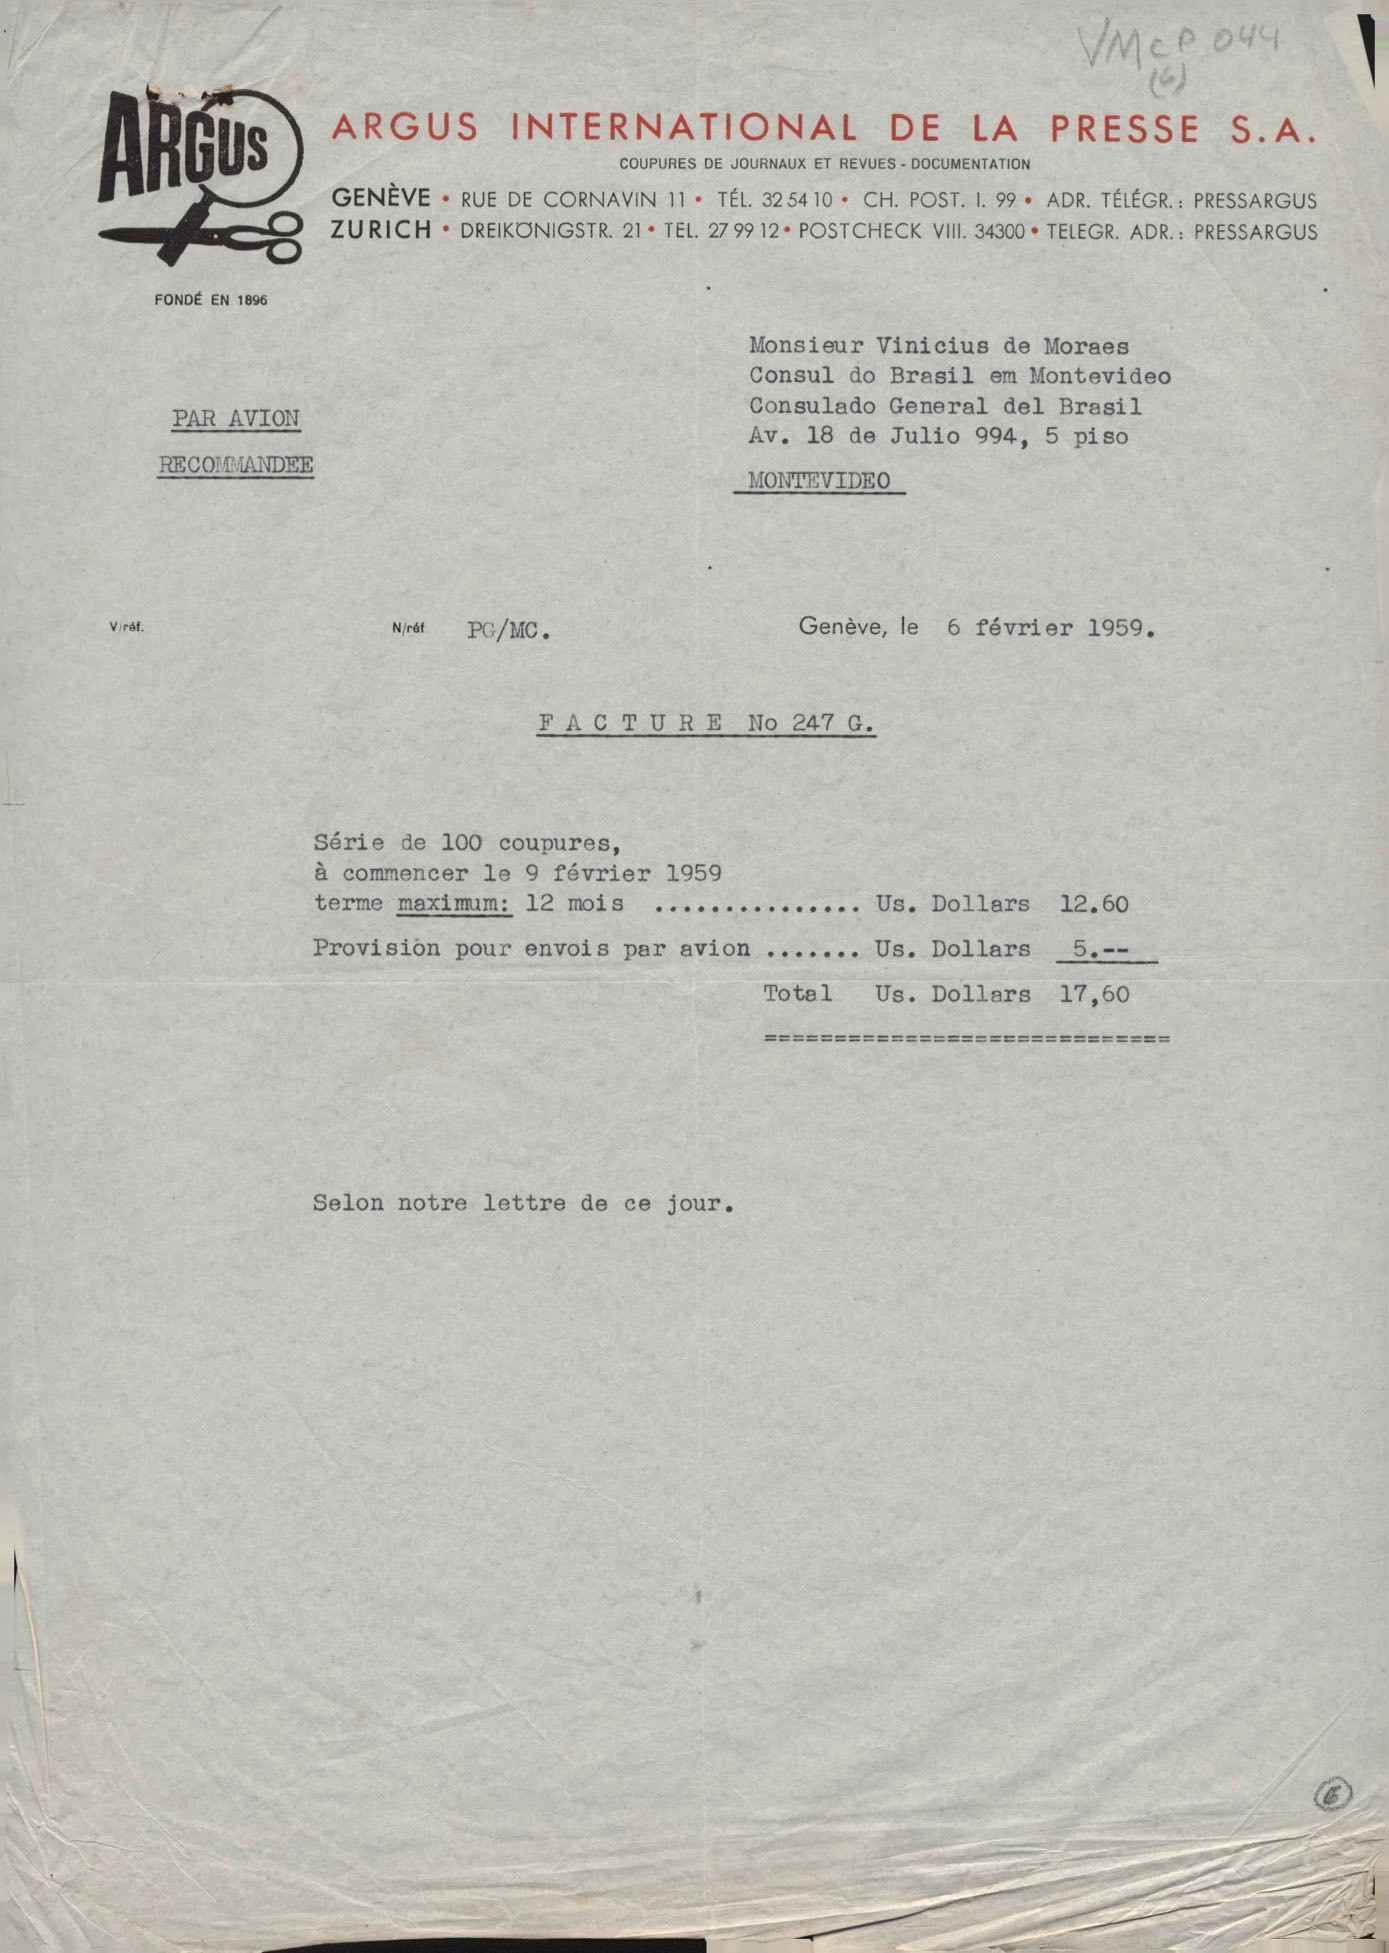 VMcP 044
(6)
ARGUS
ARGUS INTERNATIONAL DE LA PRESSE S.A.
COUPURES DE JOURNAUX ET REVUES - DOCUMENTATION
GENÈVE • RUE DE CORNAVIN 11 • TÉL. 32 54 10 • CH. POST. I. 99 • ADR. TÉLÉGR.: PRESSARGUS
ZURICH • DREIKÖNIGSTR. 21 • TEL. 27 99 12 • POSTCHECK VIII. 34300 • TELEGR. ADR.: PRESSARGUS
FONDÉ EN 1896
Monsieur Vinicius de Moraes
Consul do Brasil em Montevideo
Consulado General del Brasil
Av. 18 de Julio 994, 5 piso
MONTEVIDEO
PAR AVION
RECOMMANDEE
V/réf.
N/réf PG/MC.
Genève, le 6 février 1959.
F A C T U R E No 247 G.
Série de 100 coupures,
à commencer le 9 février 1959
terme maximum: 12 mois ............... Us. Dollars 12.60
Provision pour envois par avion ....... Us. Dollars 5.--
Total Us. Dollars 17,60
=============================
Selon notre lettre de ce jour.
6